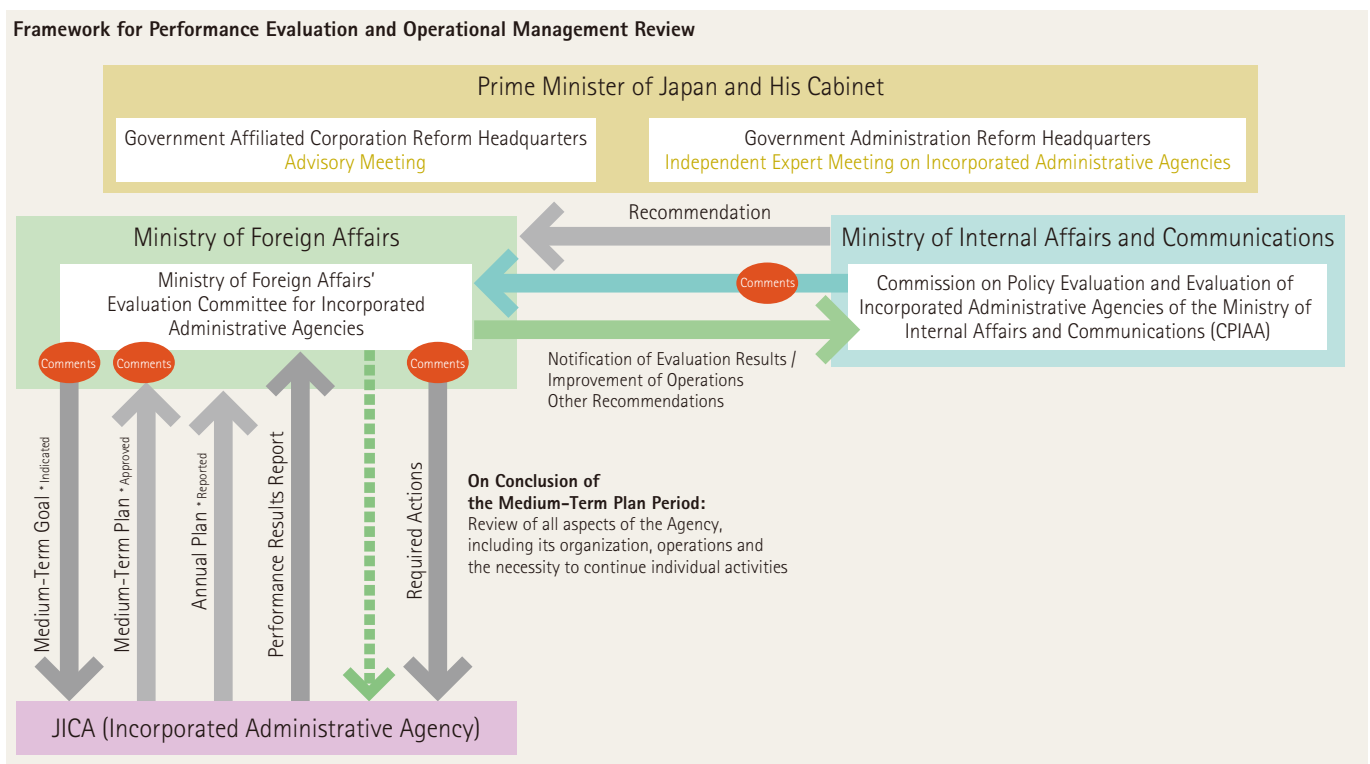 Framework for Performance Evaluation and Operational Management Review
Prime Minister of Japan and His Cabinet
Government Affiliated Corporation Reform Headquarters
Advisory Meeting
Government Administration Reform Headquarters
Independent Expert Meeting on Incorporated Administrative Agencies
Recommendation
Ministry of Foreign Affairs
Ministry of Foreign Affairs'
Evaluation Committee for Incorporated
Administrative Agencies
Ministry of Internal Affairs and Communications
Commission on Policy Evaluation and Evaluation of
Incorporated Administrative Agencies of the Ministry of
Internal Affairs and Communications (CPIAA)
Comments
Notification of Evaluation Results /
Improvement of Operations
Other Recommendations
Comments
Comments
Comments
Medium-Term Goal * Indicated
Medium-Term Plan * Approved
Annual Plan * Reported
Performance Results Report
Required Actions
On Conclusion of
the Medium-Term Plan Period:
Review of all aspects of the Agency,
including its organization, operations and
the necessity to continue individual activities
JICA (Incorporated Administrative Agency)